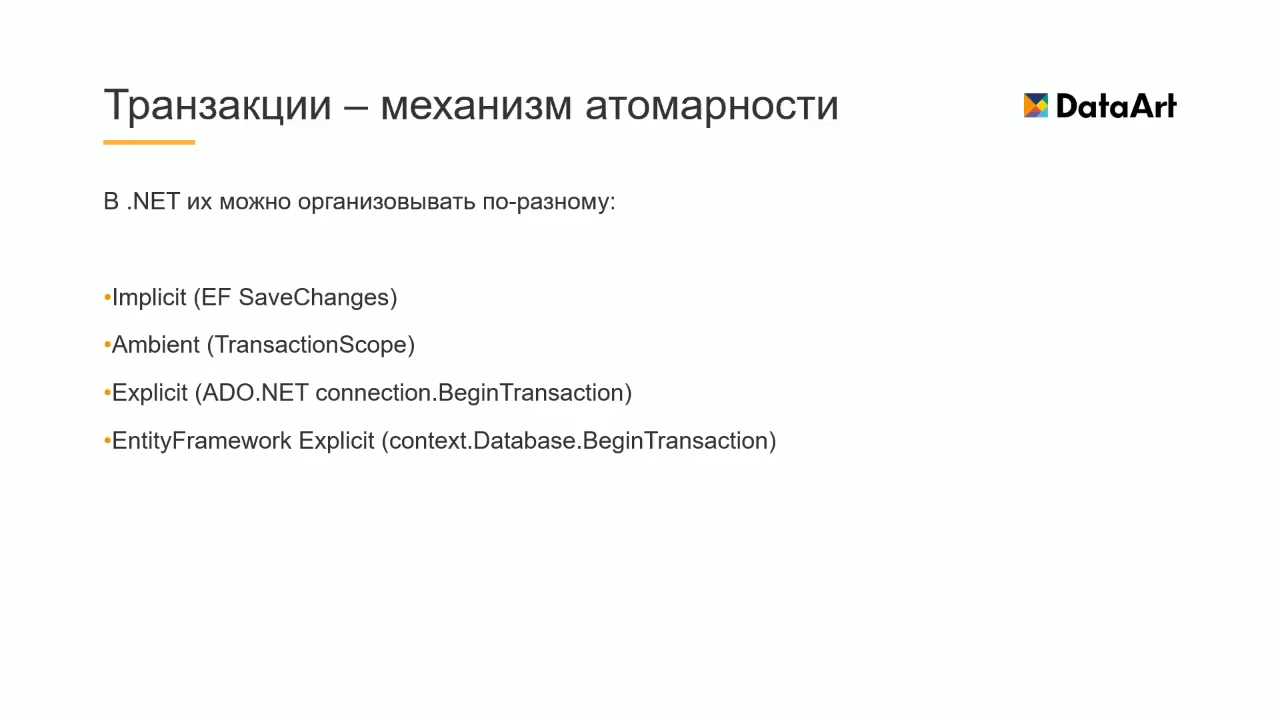 Транзакции – механизм атомарности
DataArt
В .NET их можно организовывать по-разному:
•Implicit (EF SaveChanges)
•Ambient (TransactionScope)
•Explicit (ADO.NET connection.BeginTransaction)
•EntityFramework Explicit (context.Database.BeginTransaction)